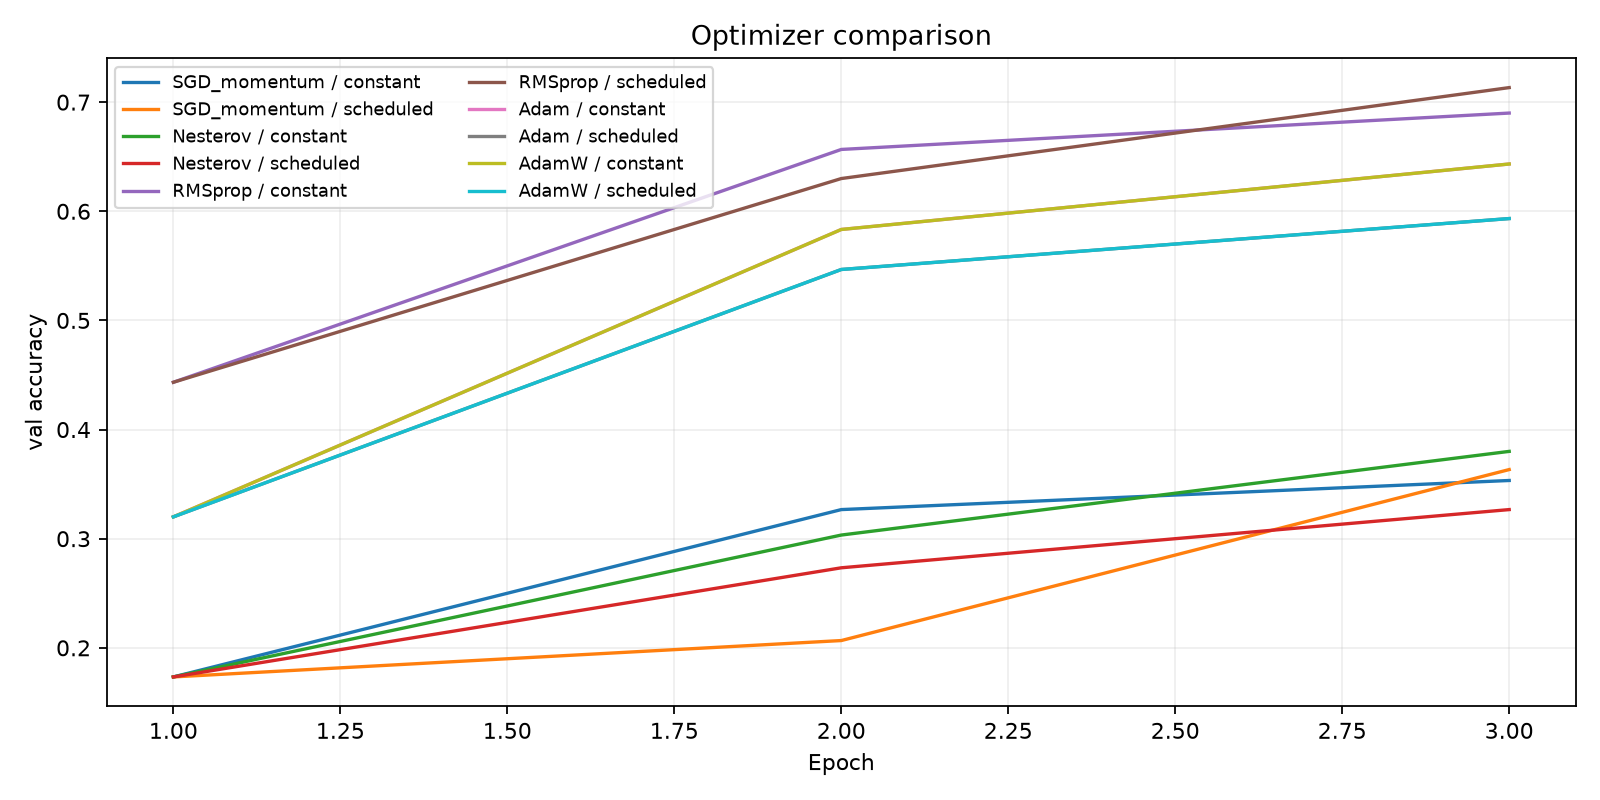 Optimizer comparison
SGD_momentum / constant
SGD_momentum / scheduled
Nesterov / constant
Nesterov / scheduled
RMSprop / constant
RMSprop / scheduled
Adam / constant
Adam / scheduled
AdamW / constant
AdamW / scheduled
val accuracy
0.7
0.6
0.5
0.4
0.3
0.2
1.00 1.25 1.50 1.75 2.00 2.25 2.50 2.75 3.00
Epoch